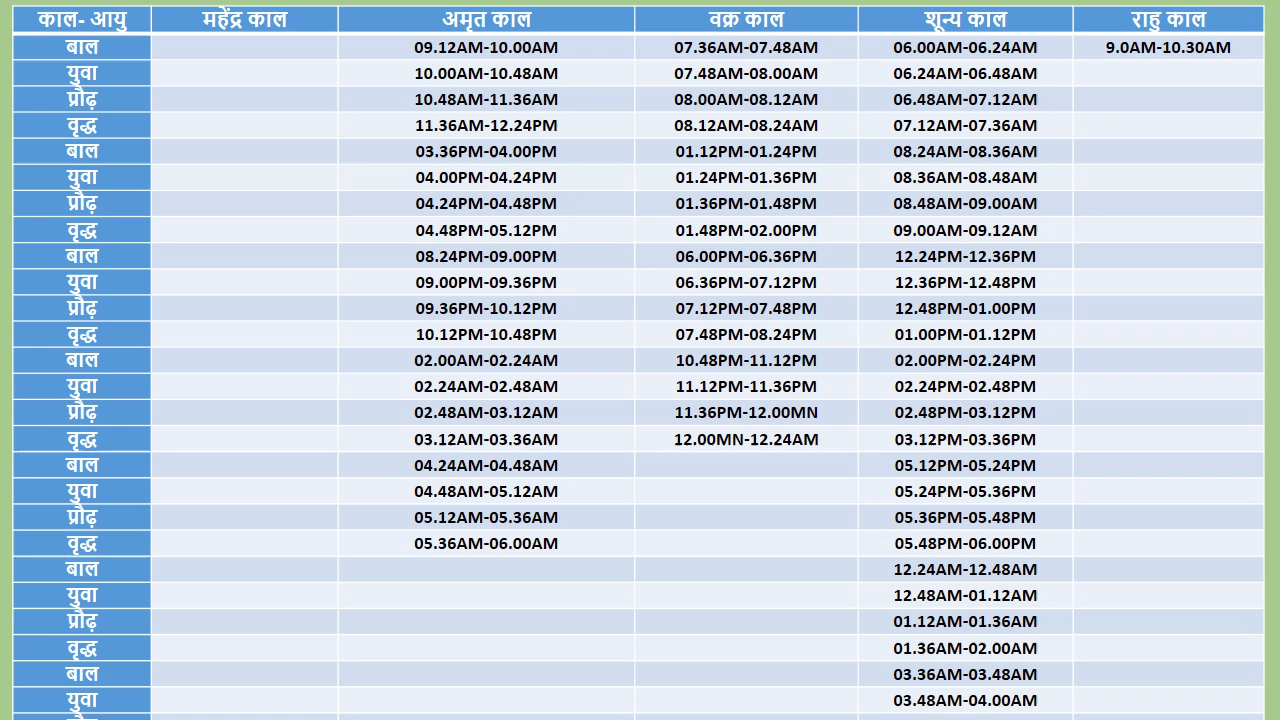 काल- आयु महेंद्र काल अमृत काल वक्र काल शून्य काल राहु काल
बाल 09.12AM-10.00AM 07.36AM-07.48AM 06.00AM-06.24AM 9.0AM-10.30AM
युवा 10.00AM-10.48AM 07.48AM-08.00AM 06.24AM-06.48AM
प्रौढ़ 10.48AM-11.36AM 08.00AM-08.12AM 06.48AM-07.12AM
वृद्ध 11.36AM-12.24PM 08.12AM-08.24AM 07.12AM-07.36AM
बाल 03.36PM-04.00PM 01.12PM-01.24PM 08.24AM-08.36AM
युवा 04.00PM-04.24PM 01.24PM-01.36PM 08.36AM-08.48AM
प्रौढ़ 04.24PM-04.48PM 01.36PM-01.48PM 08.48AM-09.00AM
वृद्ध 04.48PM-05.12PM 01.48PM-02.00PM 09.00AM-09.12AM
बाल 08.24PM-09.00PM 06.00PM-06.36PM 12.24PM-12.36PM
युवा 09.00PM-09.36PM 06.36PM-07.12PM 12.36PM-12.48PM
प्रौढ़ 09.36PM-10.12PM 07.12PM-07.48PM 12.48PM-01.00PM
वृद्ध 10.12PM-10.48PM 07.48PM-08.24PM 01.00PM-01.12PM
बाल 02.00AM-02.24AM 10.48PM-11.12PM 02.00PM-02.24PM
युवा 02.24AM-02.48AM 11.12PM-11.36PM 02.24PM-02.48PM
प्रौढ़ 02.48AM-03.12AM 11.36PM-12.00MN 02.48PM-03.12PM
वृद्ध 03.12AM-03.36AM 12.00MN-12.24AM 03.12PM-03.36PM
बाल 04.24AM-04.48AM 05.12PM-05.24PM
युवा 04.48AM-05.12AM 05.24PM-05.36PM
प्रौढ़ 05.12AM-05.36AM 05.36PM-05.48PM
वृद्ध 05.36AM-06.00AM 05.48PM-06.00PM
बाल 12.24AM-12.48AM
युवा 12.48AM-01.12AM
प्रौढ़ 01.12AM-01.36AM
वृद्ध 01.36AM-02.00AM
बाल 03.36AM-03.48AM
युवा 03.48AM-04.00AM